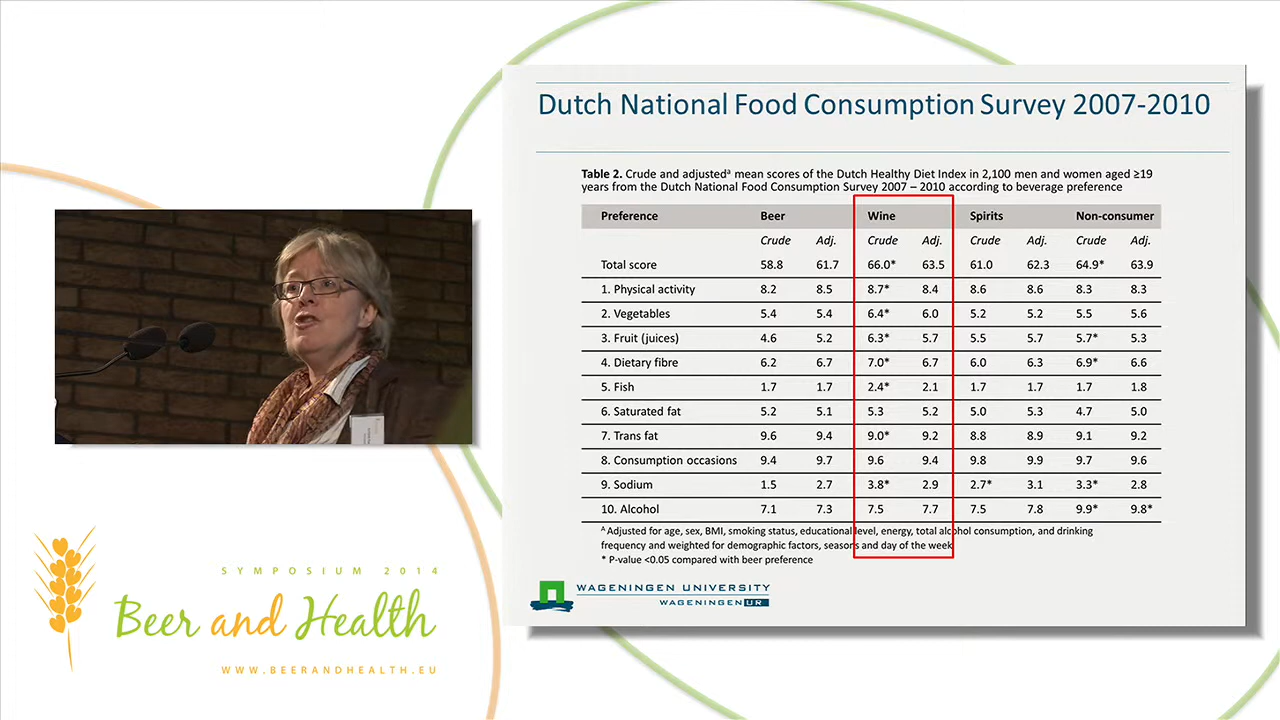 Dutch National Food Consumption Survey 2007-2010
Table 2. Crude and adjustedª mean scores of the Dutch Healthy Diet Index in 2,100 men and women aged ≥19
years from the Dutch National Food Consumption Survey 2007 – 2010 according to beverage preference
Preference Beer Wine Spirits Non-consumer
Crude Adj. Crude Adj. Crude Adj. Crude Adj.
Total score 58.8 61.7 66.0* 63.5 61.0 62.3 64.9* 63.9
1. Physical activity 8.2 8.5 8.7* 8.4 8.6 8.6 8.3 8.3
2. Vegetables 5.4 5.4 6.4* 6.0 5.2 5.2 5.5 5.6
3. Fruit (juices) 4.6 5.2 6.3* 5.7 5.5 5.7 5.7* 5.3
4. Dietary fibre 6.2 6.7 7.0* 6.7 6.0 6.3 6.9* 6.6
5. Fish 1.7 1.7 2.4* 2.1 1.7 1.7 1.7 1.8
6. Saturated fat 5.2 5.1 5.3 5.2 5.0 5.3 4.7 5.0
7. Trans fat 9.6 9.4 9.0* 9.2 8.8 8.9 9.1 9.2
8. Consumption occasions 9.4 9.7 9.6 9.4 9.8 9.9 9.7 9.6
9. Sodium 1.5 2.7 3.8* 2.9 2.7* 3.1 3.3* 2.8
10. Alcohol 7.1 7.3 7.5 7.7 7.5 7.8 9.9* 9.8*
ᴬ Adjusted for age, sex, BMI, smoking status, educational level, energy, total alcohol consumption, and drinking
frequency and weighted for demographic factors, seasons and day of the week
* P-value <0.05 compared with beer preference
WAGENINGEN UNIVERSITY
WAGENINGEN UR
SYMPOSIUM 2014
Beer and Health
WWW.BEERANDHEALTH.EU